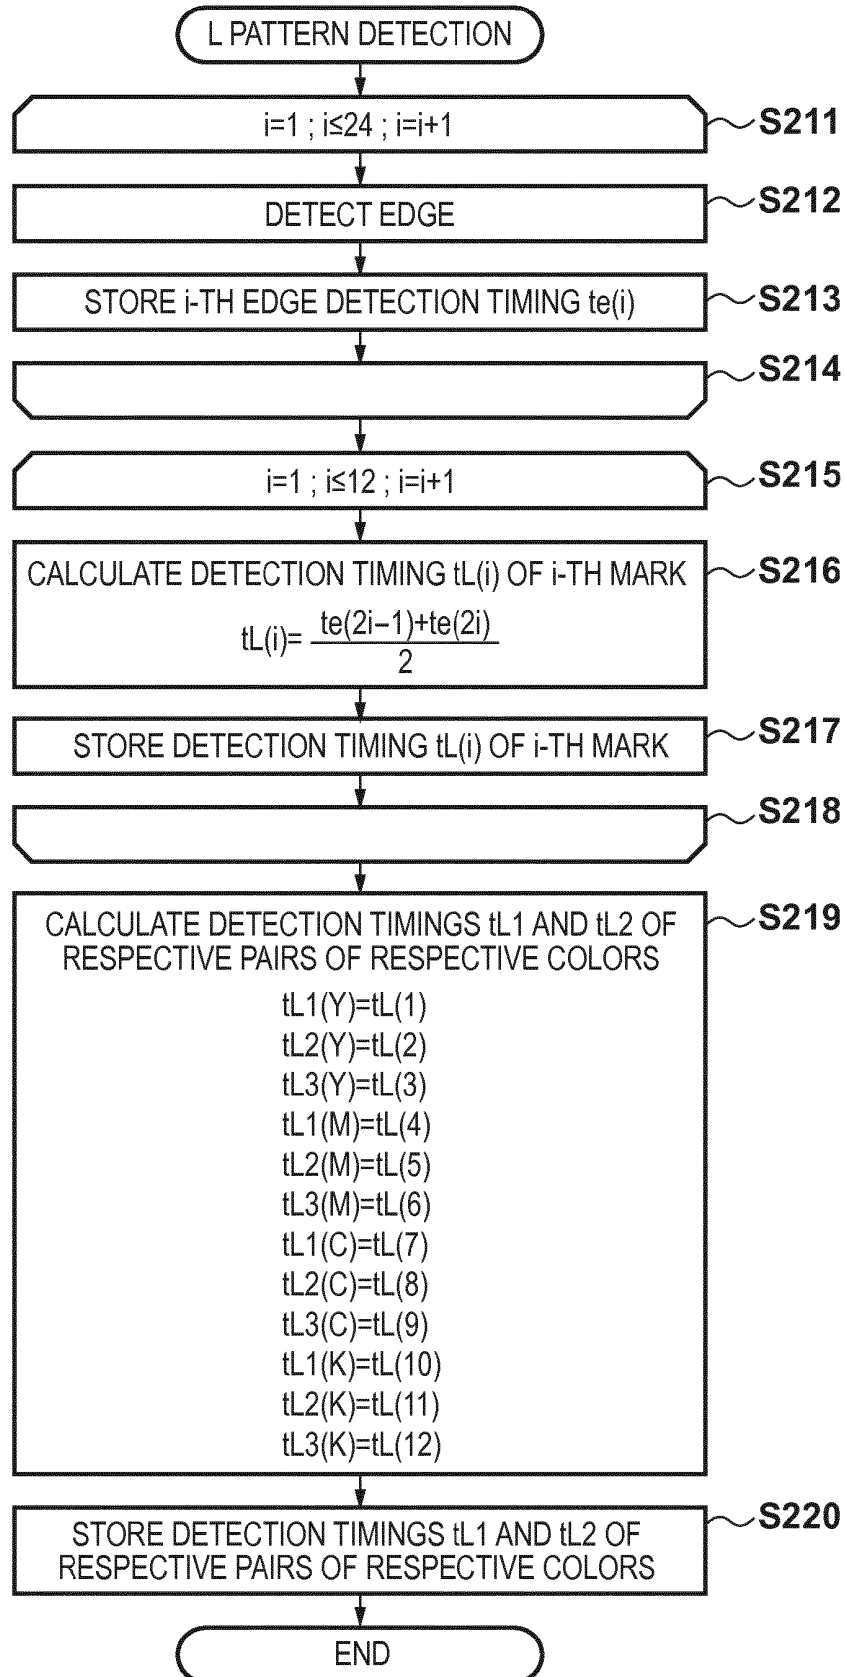 L PATTERN DETECTION
i=1 ; i≤24 ; i=i+1
S211
DETECT EDGE
S212
STORE i-TH EDGE DETECTION TIMING te(i)
S213
S214
i=1 ; i≤12 ; i=i+1
S215
CALCULATE DETECTION TIMING tL(i) OF i-TH MARK
S216
tL(i)= te(2i–1)+te(2i)
2
STORE DETECTION TIMING tL(i) OF i-TH MARK
S217
S218
CALCULATE DETECTION TIMINGS tL1 AND tL2 OF
S219
RESPECTIVE PAIRS OF RESPECTIVE COLORS
tL1(Y)=tL(1)
tL2(Y)=tL(2)
tL3(Y)=tL(3)
tL1(M)=tL(4)
tL2(M)=tL(5)
tL3(M)=tL(6)
tL1(C)=tL(7)
tL2(C)=tL(8)
tL3(C)=tL(9)
tL1(K)=tL(10)
tL2(K)=tL(11)
tL3(K)=tL(12)
STORE DETECTION TIMINGS tL1 AND tL2 OF
S220
RESPECTIVE PAIRS OF RESPECTIVE COLORS
END